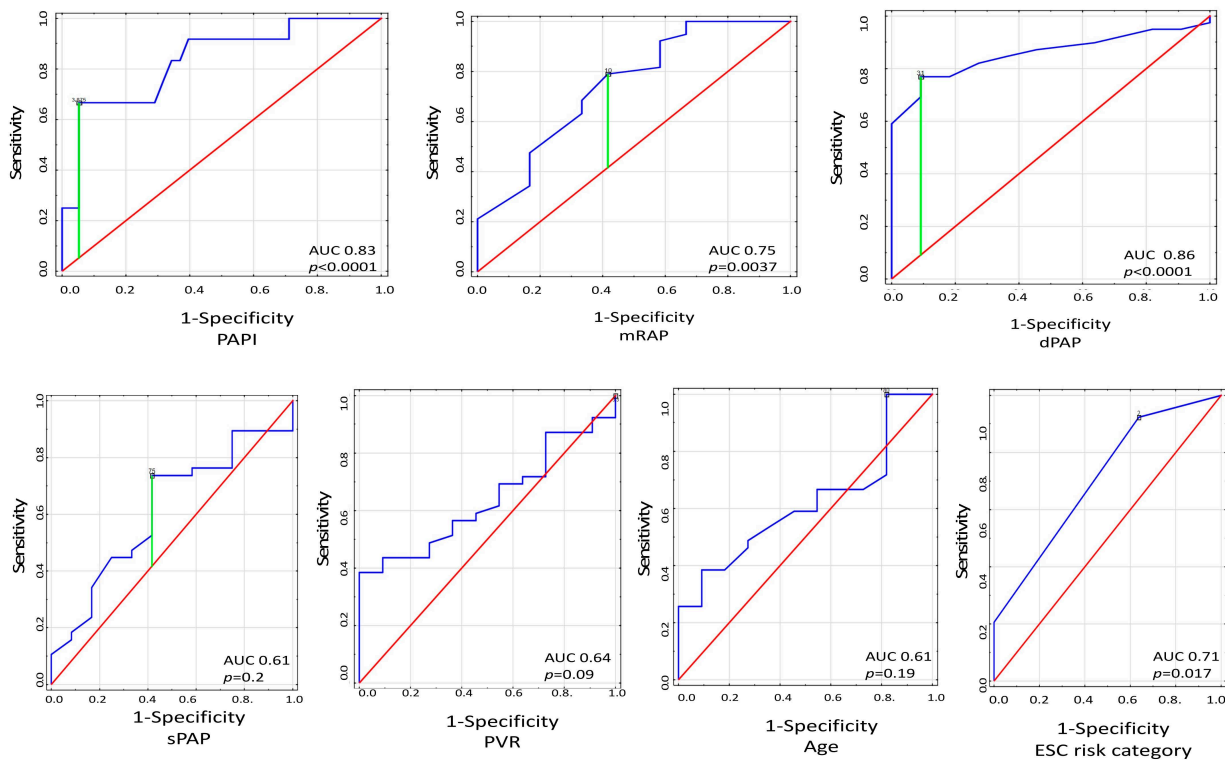 Sensitivity
0.0 0.2 0.4 0.6 0.8 1.0
0.0 0.2 0.4 0.6 0.8 1.0
AUC 0.83
p<0.0001
1-Specificity
PAPI
Sensitivity
0.0 0.2 0.4 0.6 0.8 1.0
10
0.0 0.2 0.4 0.6 0.8 1.0
AUC 0.75
p=0.0037
1-Specificity
mRAP
Sensitivity
0.0 0.2 0.4 0.6 0.8 1.0
31
0.0 0.2 0.4 0.6 0.8. 1.0
AUC 0.86
p<0.0001
1-Specificity
dPAP
Sensitivity
0.0 0.2 0.4 0.6 0.8 1.0
75
0.0 0.2 0.4 0.6 0.8. 1.0
AUC 0.61
p=0.2
1-Specificity
sPAP
Sensitivity
0.0 0.2 0.4 0.6 0.8 1.0
0.0 0.2 0.4 0.6 0.8. 1.0
AUC 0.64
p=0.09
1-Specificity
PVR
Sensitivity
0.0 0.2 0.4 0.6 0.8 1.0
0.0 0.2 0.4 0.6 0.8. 1.0
AUC 0.61
p=0.19
1-Specificity
Age
Sensitivity
0.0 0.2 0.4 0.6 0.8 1.0
2
0.0 0.2 0.4 0.6 0.8. 1.0
AUC 0.71
p=0.017
1-Specificity
ESC risk category